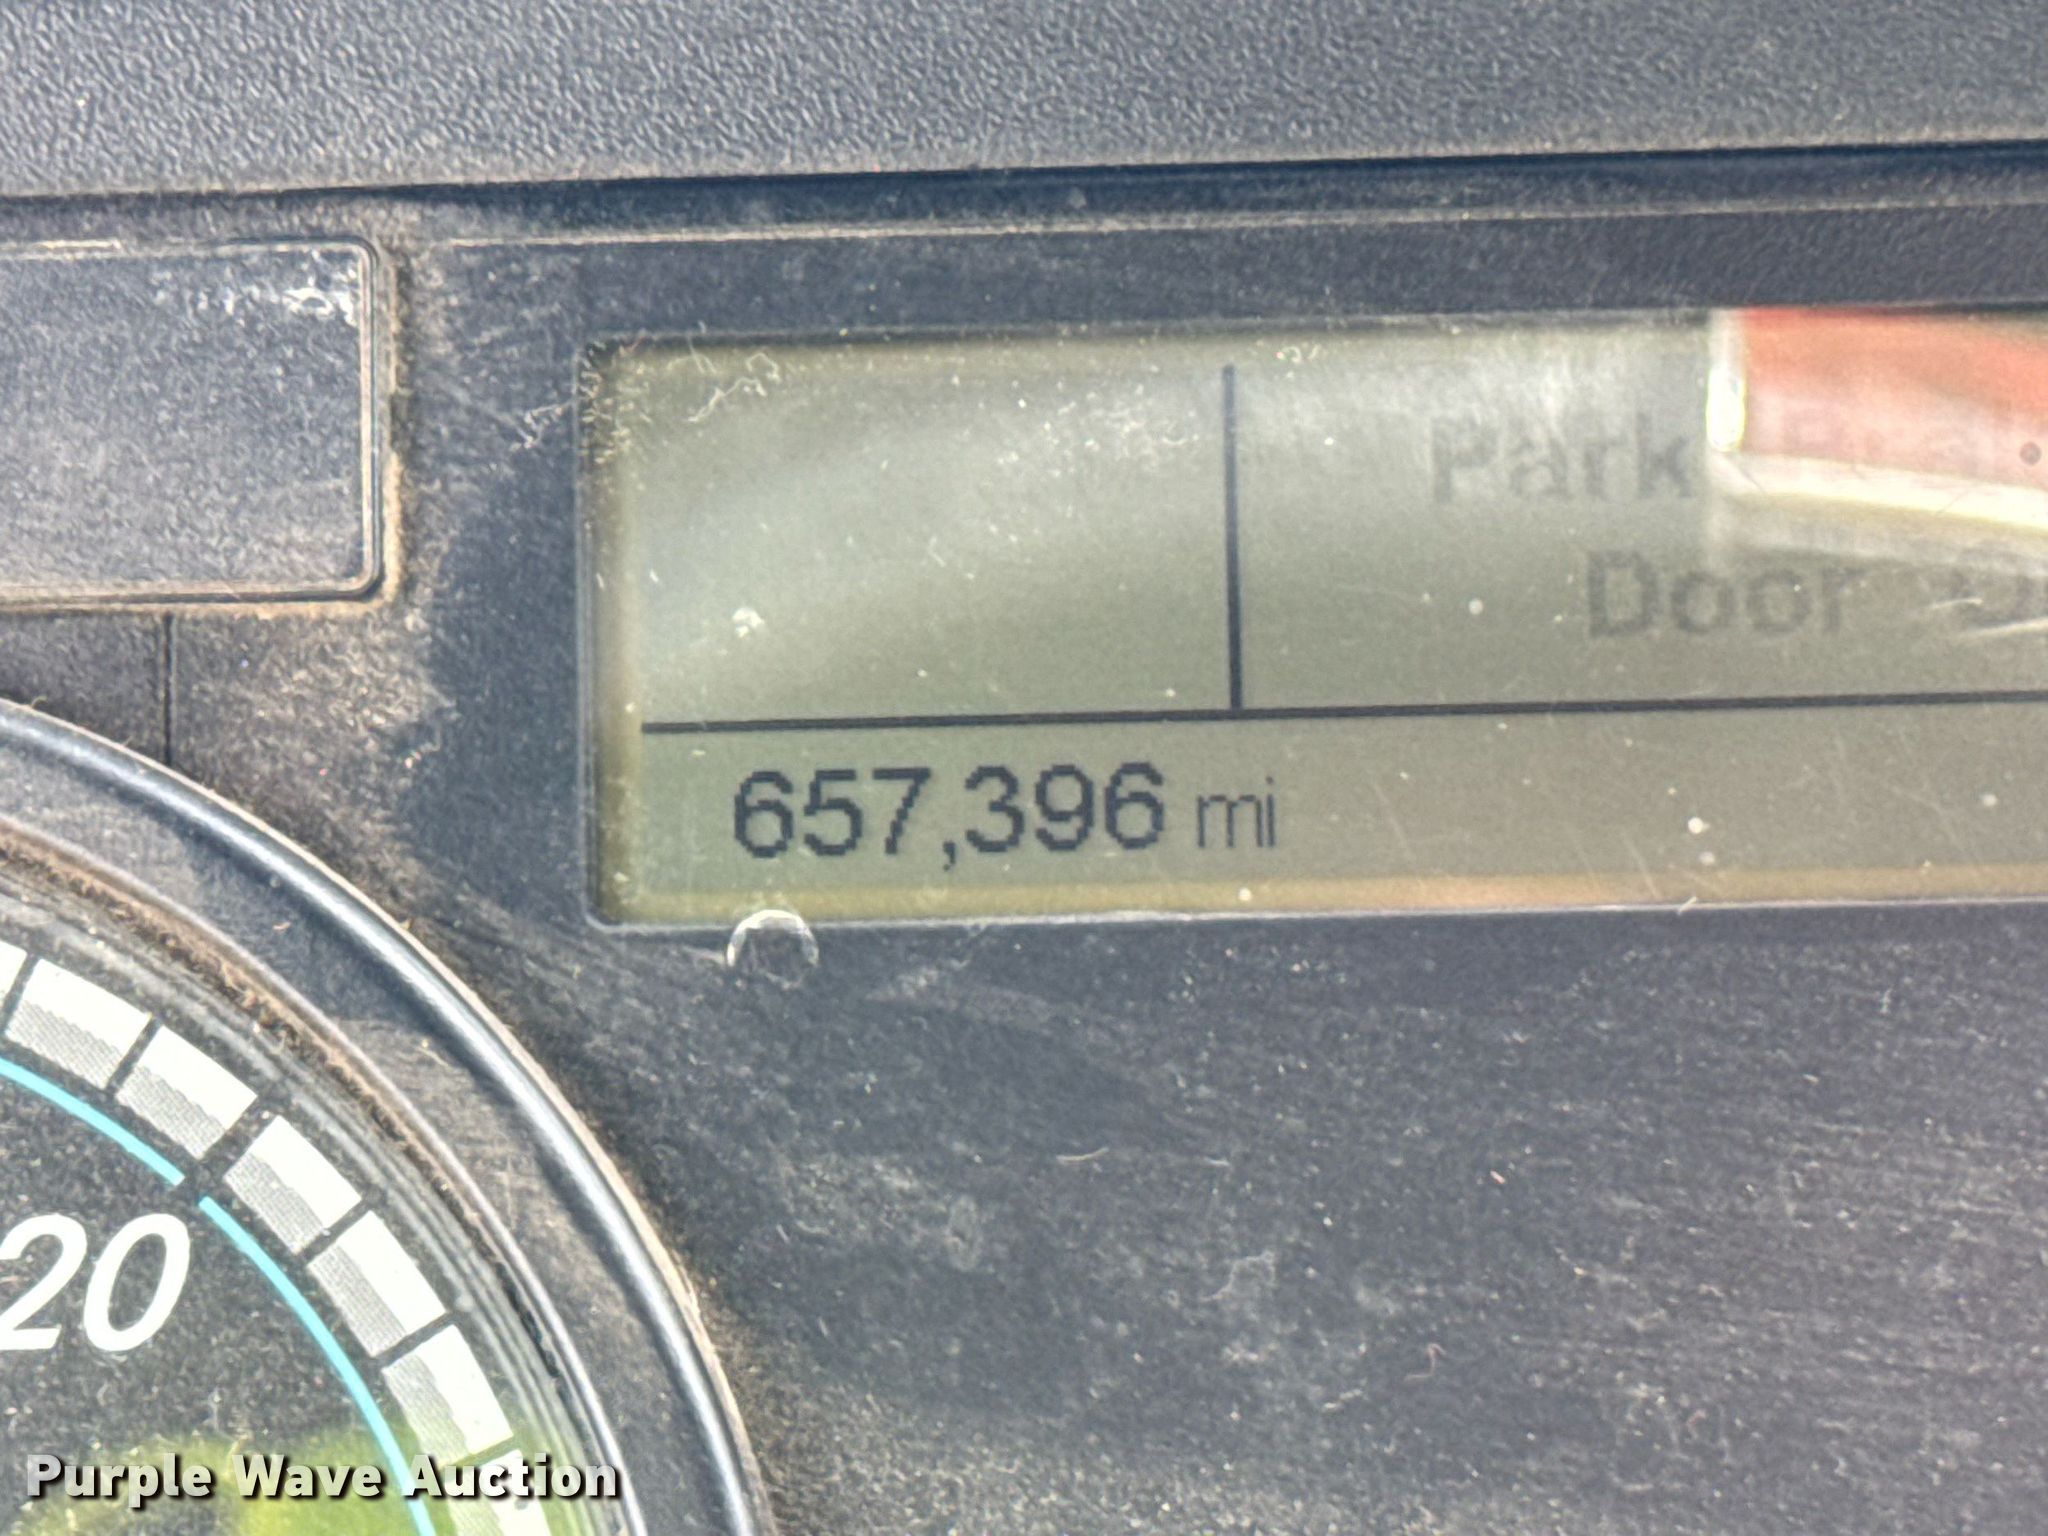 Park
Door
657,396 mi
20
Purple Wave Auction